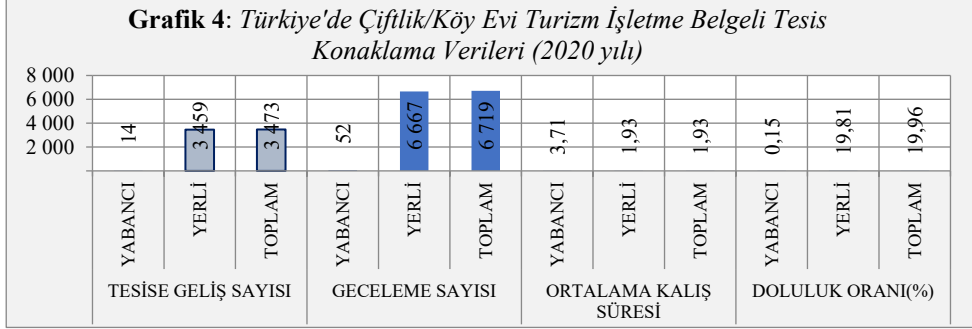 Grafik 4: Türkiye'de Çiftlik/Köy Evi Turizm İşletme Belgeli Tesis
Konaklama Verileri (2020 yılı)
8 000
6 000
4 000
2 000
14
3 459
3 473
52
6 667
6 719
3,71
1,93
1,93
0,15
19,81
19,96
YABANCI
YERLİ
TOPLAM
YABANCI
YERLİ
TOPLAM
YABANCI
YERLİ
TOPLAM
YABANCI
YERLİ
TOPLAM
TESİSE GELİŞ SAYISI
GECELEME SAYISI
ORTALAMA KALIŞ
SÜRESİ
DOLULUK ORANI(%)